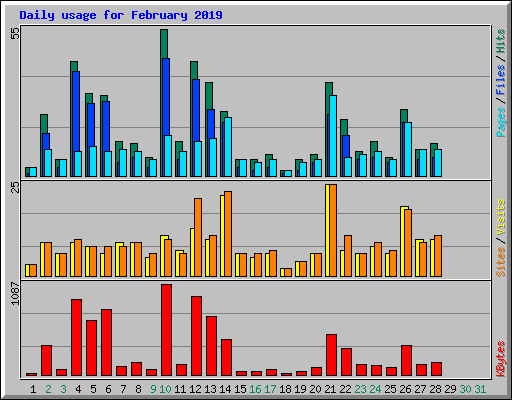 Daily usage for February 2019
55
Pages / Files / Hits
25
Sites / Visits
1087
KBytes
1 2 3 4 5 6 7 8 9 10 11 12 13 14 15 16 17 18 19 20 21 22 23 24 25 26 27 28 29 30 31